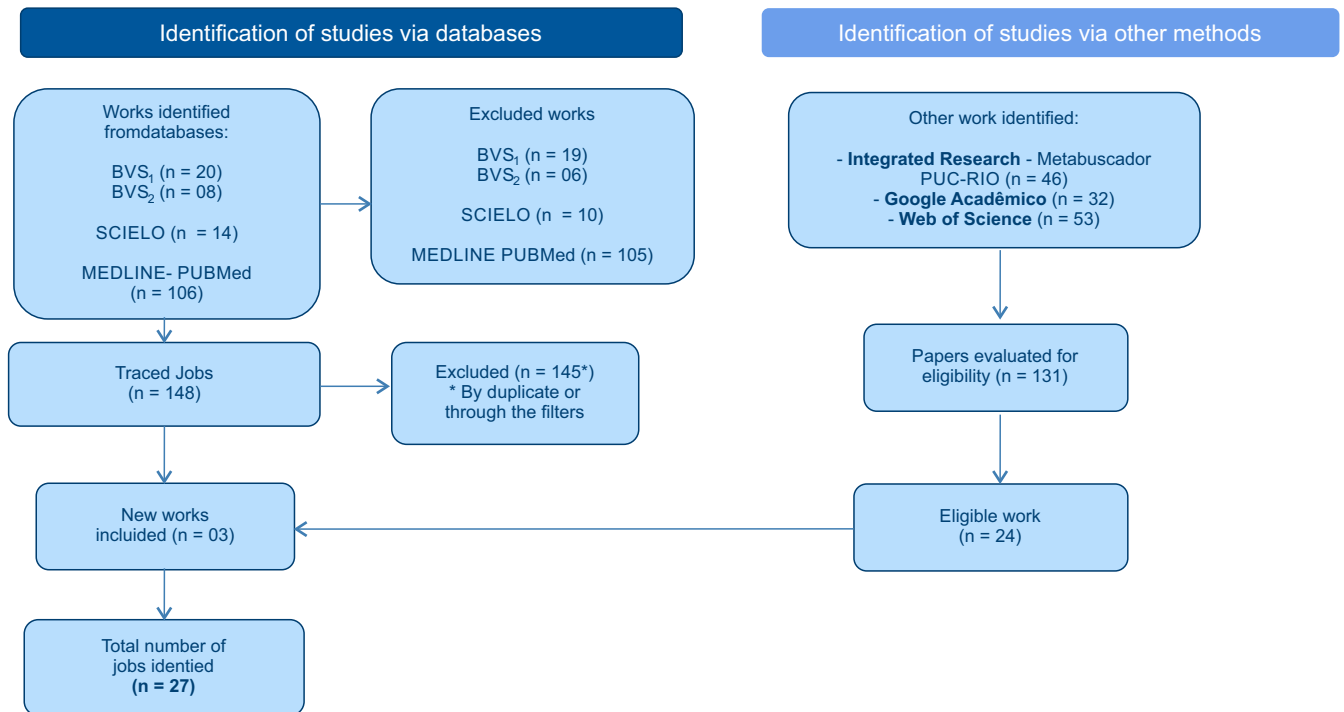 Identification of studies via databases
Identification of studies via other methods
Works identified
fromdatabases:
BVS1 (n = 20)
BVS2 (n = 08)
SCIELO (n = 14)
MEDLINE- PUBMed
(n = 106)
Excluded works
BVS1 (n = 19)
BVS2 (n = 06)
SCIELO (n = 10)
MEDLINE PUBMed (n = 105)
Other work identified:
- Integrated Research - Metabuscador
PUC-RIO (n = 46)
- Google Acadêmico (n = 32)
- Web of Science (n = 53)
Traced Jobs
(n = 148)
Excluded (n = 145*)
* By duplicate or
through the filters
Papers evaluated for
eligibility (n = 131)
New works
incluided (n = 03)
Eligible work
(n = 24)
Total number of
jobs identied
(n = 27)